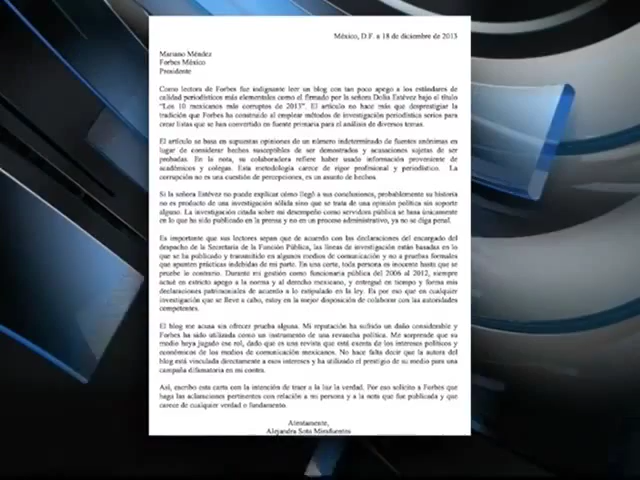 México, D.F. a 18 de diciembre de 2013
Mariano Méndez
Forbes México
Presidente
Como lectora de Forbes fue indignante leer un blog con tan poco apego a los estándares de
calidad periodísticos más elementales como el firmado por la señora Dolia Estévez bajo el título
"Los 10 mexicanos más corruptos de 2013". El artículo no hace más que desprestigiar la
tradición que Forbes ha construido al emplear métodos de investigación periodística serios para
crear listas que se han convertido en fuente primaria para el análisis de diversos temas.
El artículo se basa en supuestas opiniones de un número indeterminado de fuentes anónimas en
lugar de considerar hechos susceptibles de ser demostrados y acusaciones sujetas de ser
probadas. En la nota, su colaboradora refiere haber usado información proveniente de
académicos y colegas. Esta metodología carece de rigor profesional y periodístico. La
corrupción no es una cuestión de percepciones, es un asunto de hechos.
Si la señora Estévez no puede explicar cómo llegó a sus conclusiones, probablemente su historia
no es producto de una investigación sólida sino que se trata de una opinión política sin soporte
alguno. La investigación citada sobre mi desempeño como servidora pública se basa únicamente
en lo que ha sido publicado en la prensa y no en un proceso administrativo, ya no se diga penal.
Es importante que sus lectores sepan que de acuerdo con las declaraciones del encargado del
despacho de la Secretaría de la Función Pública, las líneas de investigación están basadas en lo
que se ha publicado y transmitido en algunos medios de comunicación y no a pruebas formales
que apunten prácticas indebidas de mi parte. En una corte, toda persona es inocente hasta que se
pruebe lo contrario. Durante mi gestión como funcionaria pública del 2006 al 2012, siempre
actué en estricto apego a la norma y al derecho mexicano, y entregué en tiempo y forma mis
declaraciones patrimoniales de acuerdo a lo estipulado en la ley. Es por eso que en cualquier
investigación que se lleve a cabo, estoy en la mejor disposición de colabore con las autoridades
competentes.
El blog me acusa sin ofrecer prueba alguna. Mi reputación ha sufrido un daño considerable y
Forbes ha sido utilizado como un instrumento de una revancha política. Me sorprende que su
medio haya jugado ese rol, dado que es una revista que está exenta de los intereses políticos y
económicos de los medios de comunicación mexicanos. No hace falta decir que la autora del
blog está vinculada directamente a esos intereses y ha utilizado el prestigio de su medio para una
campaña difamatoria en mi contra.
Así, escribo esta carta con la intención de traer a la luz la verdad. Por eso solicito a Forbes que
haga las aclaraciones pertinentes con relación a mi persona y a la nota que fue publicada y que
carece de cualquier verdad o fundamento.
Atentamente,
Alejandra Sota Mirafuentes